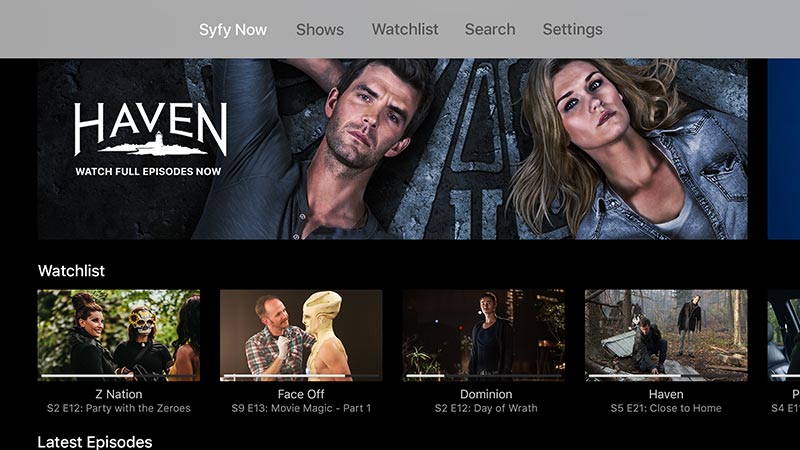 Syfy Now Shows Watchlist Search Settings
HAVEN
WATCH FULL EPISODES NOW
Watchlist
Z Nation
S2 E12: Party with the Zeroes
Face Off
S9 E13: Movie Magic - Part 1
Dominion
S2 E12: Day of Wrath
Haven
S5 E21: Close to Home
P
S4 E1
Latest Episodes